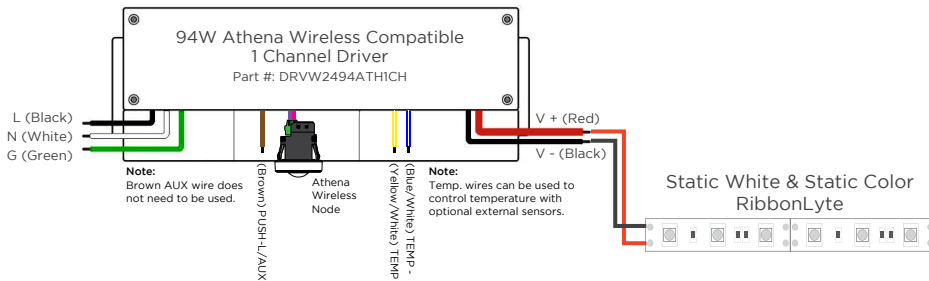 94W Athena Wireless Compatible
1 Channel Driver
Part #: DRVW2494ATH1CH
L (Black)
N (White)
G (Green)
V + (Red)
V - (Black)
Note:
Brown AUX wire does
not need to be used.
(Brown) PUSH-L/AUX
Athena
Wireless
Node
(Yellow/White) TEMP
(Blue/White) TEMP -
Note:
Temp. wires can be used to
control temperature with
optional external sensors.
Static White & Static Color
RibbonLyte